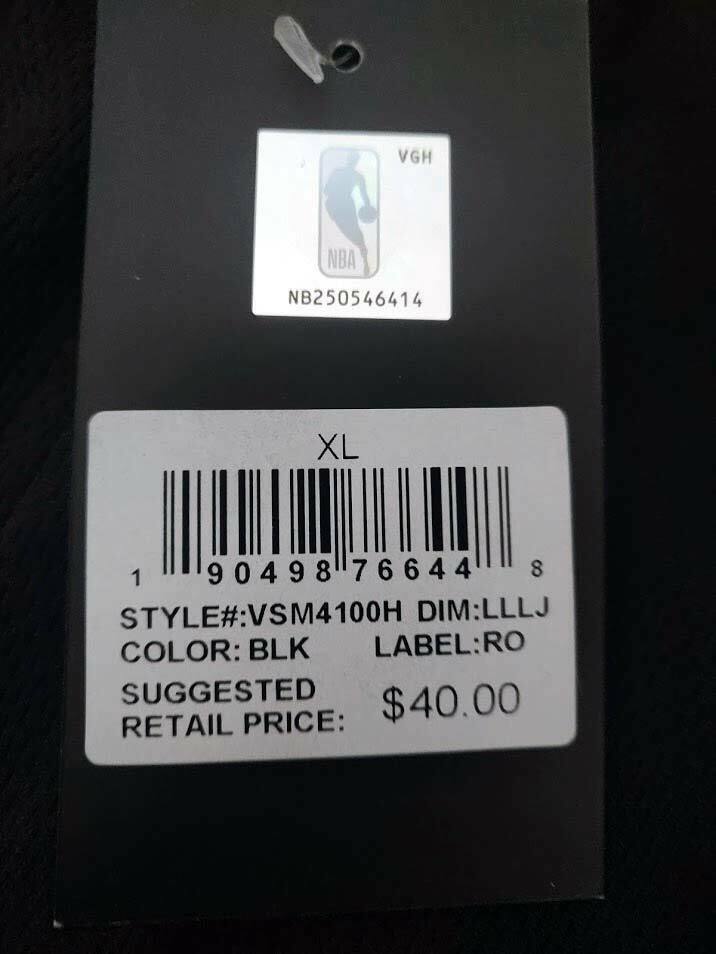 VGH
NBA
NB250546414
XL
1 90498 76644 8
STYLE#:VSM4100H DIM:LLLJ
COLOR: BLK LABEL:RO
SUGGESTED
RETAIL PRICE: $40.00